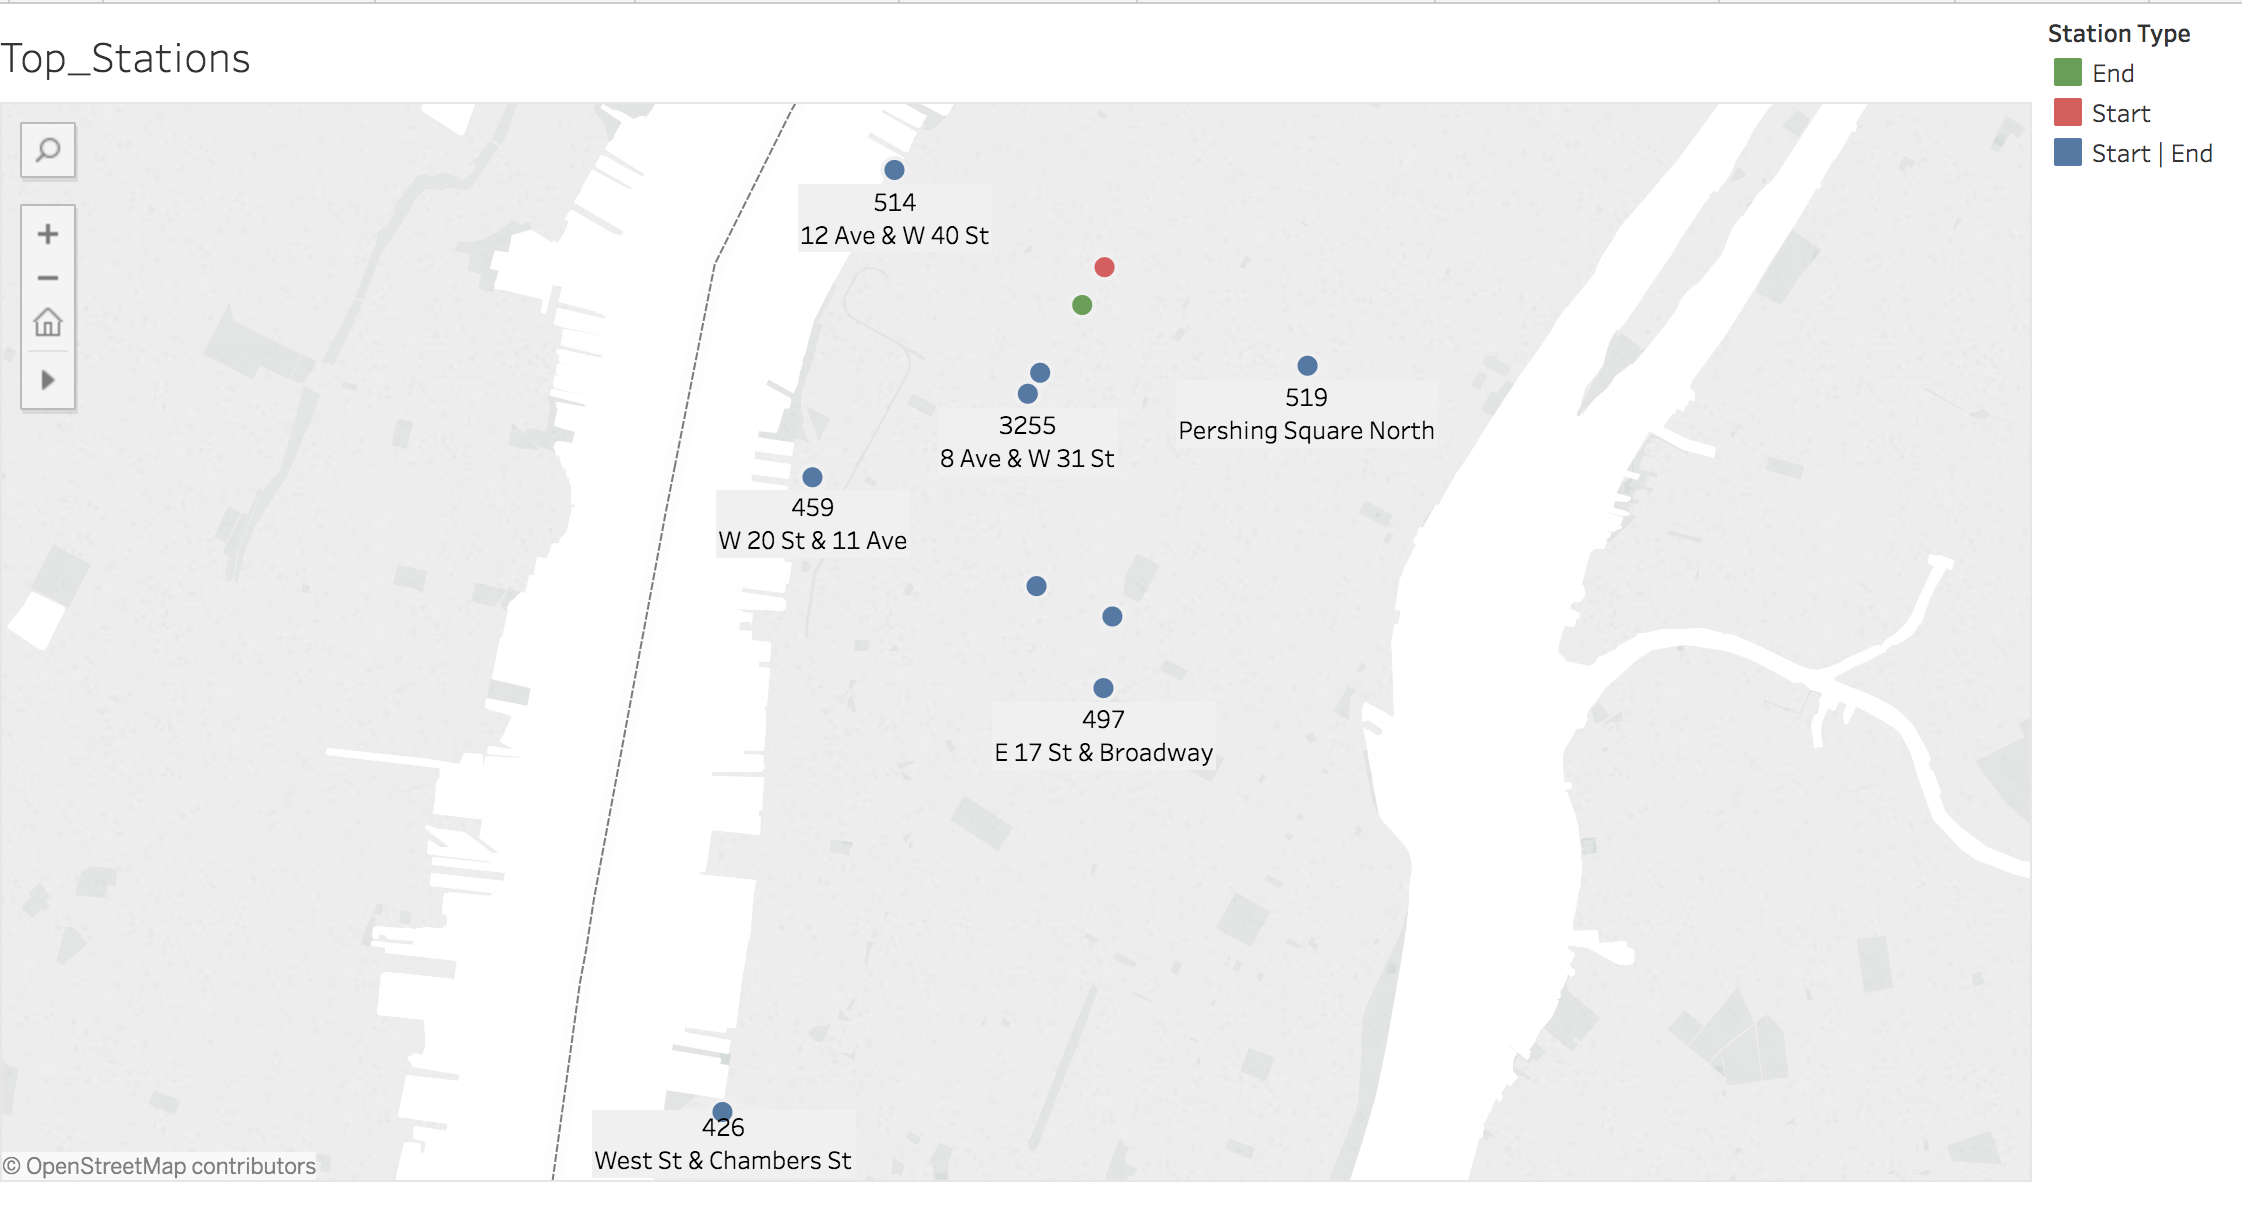 Top_Stations
Station Type
End
Start
Start | End
514
12 Ave & W 40 St
519
Pershing Square North
3255
8 Ave & W 31 St
459
W 20 St & 11 Ave
497
E 17 St & Broadway
426
West St & Chambers St
© OpenStreetMap contributors